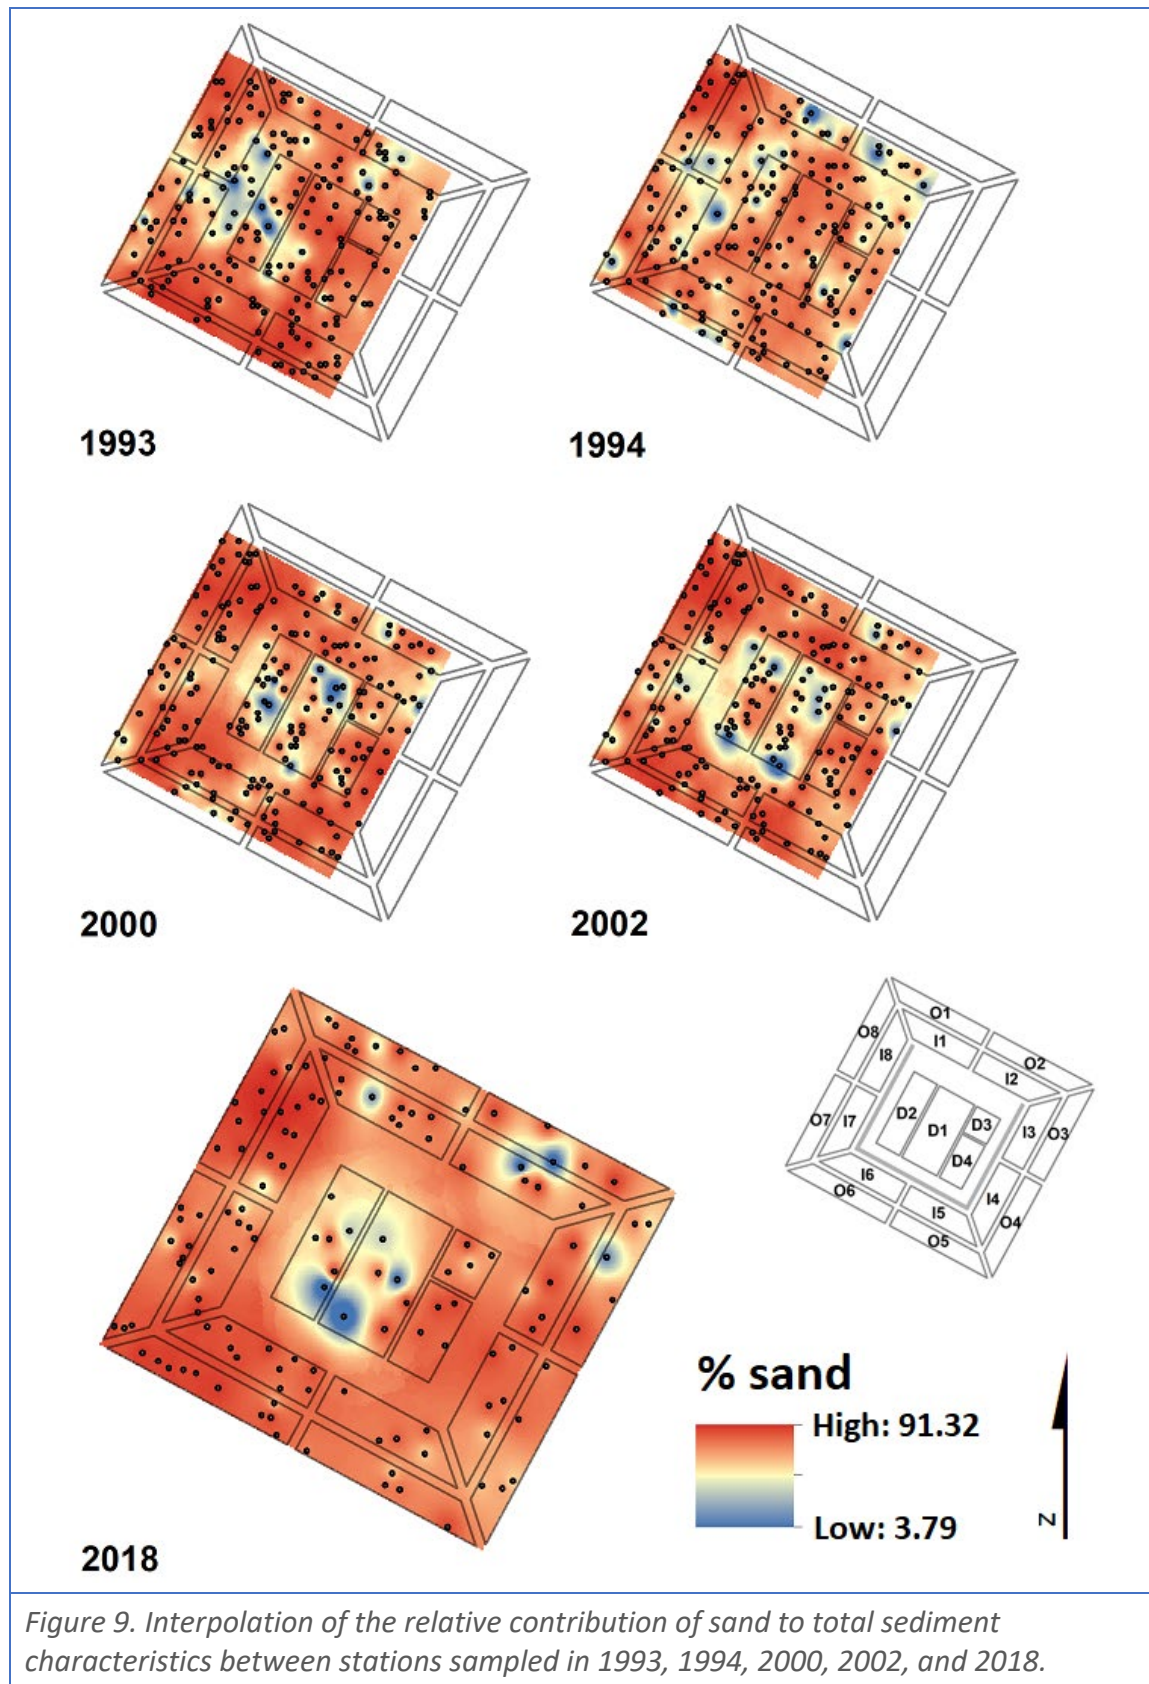 1993
1994
2000
2002
2018
O1
O8
I1
O2
I8
I2
O7
I7
D2
D1
D3
D4
I3
O3
I6
O6
I4
I5
O4
O5
% sand
High: 91.32
Low: 3.79
N
Figure 9. Interpolation of the relative contribution of sand to total sediment
characteristics between stations sampled in 1993, 1994, 2000, 2002, and 2018.